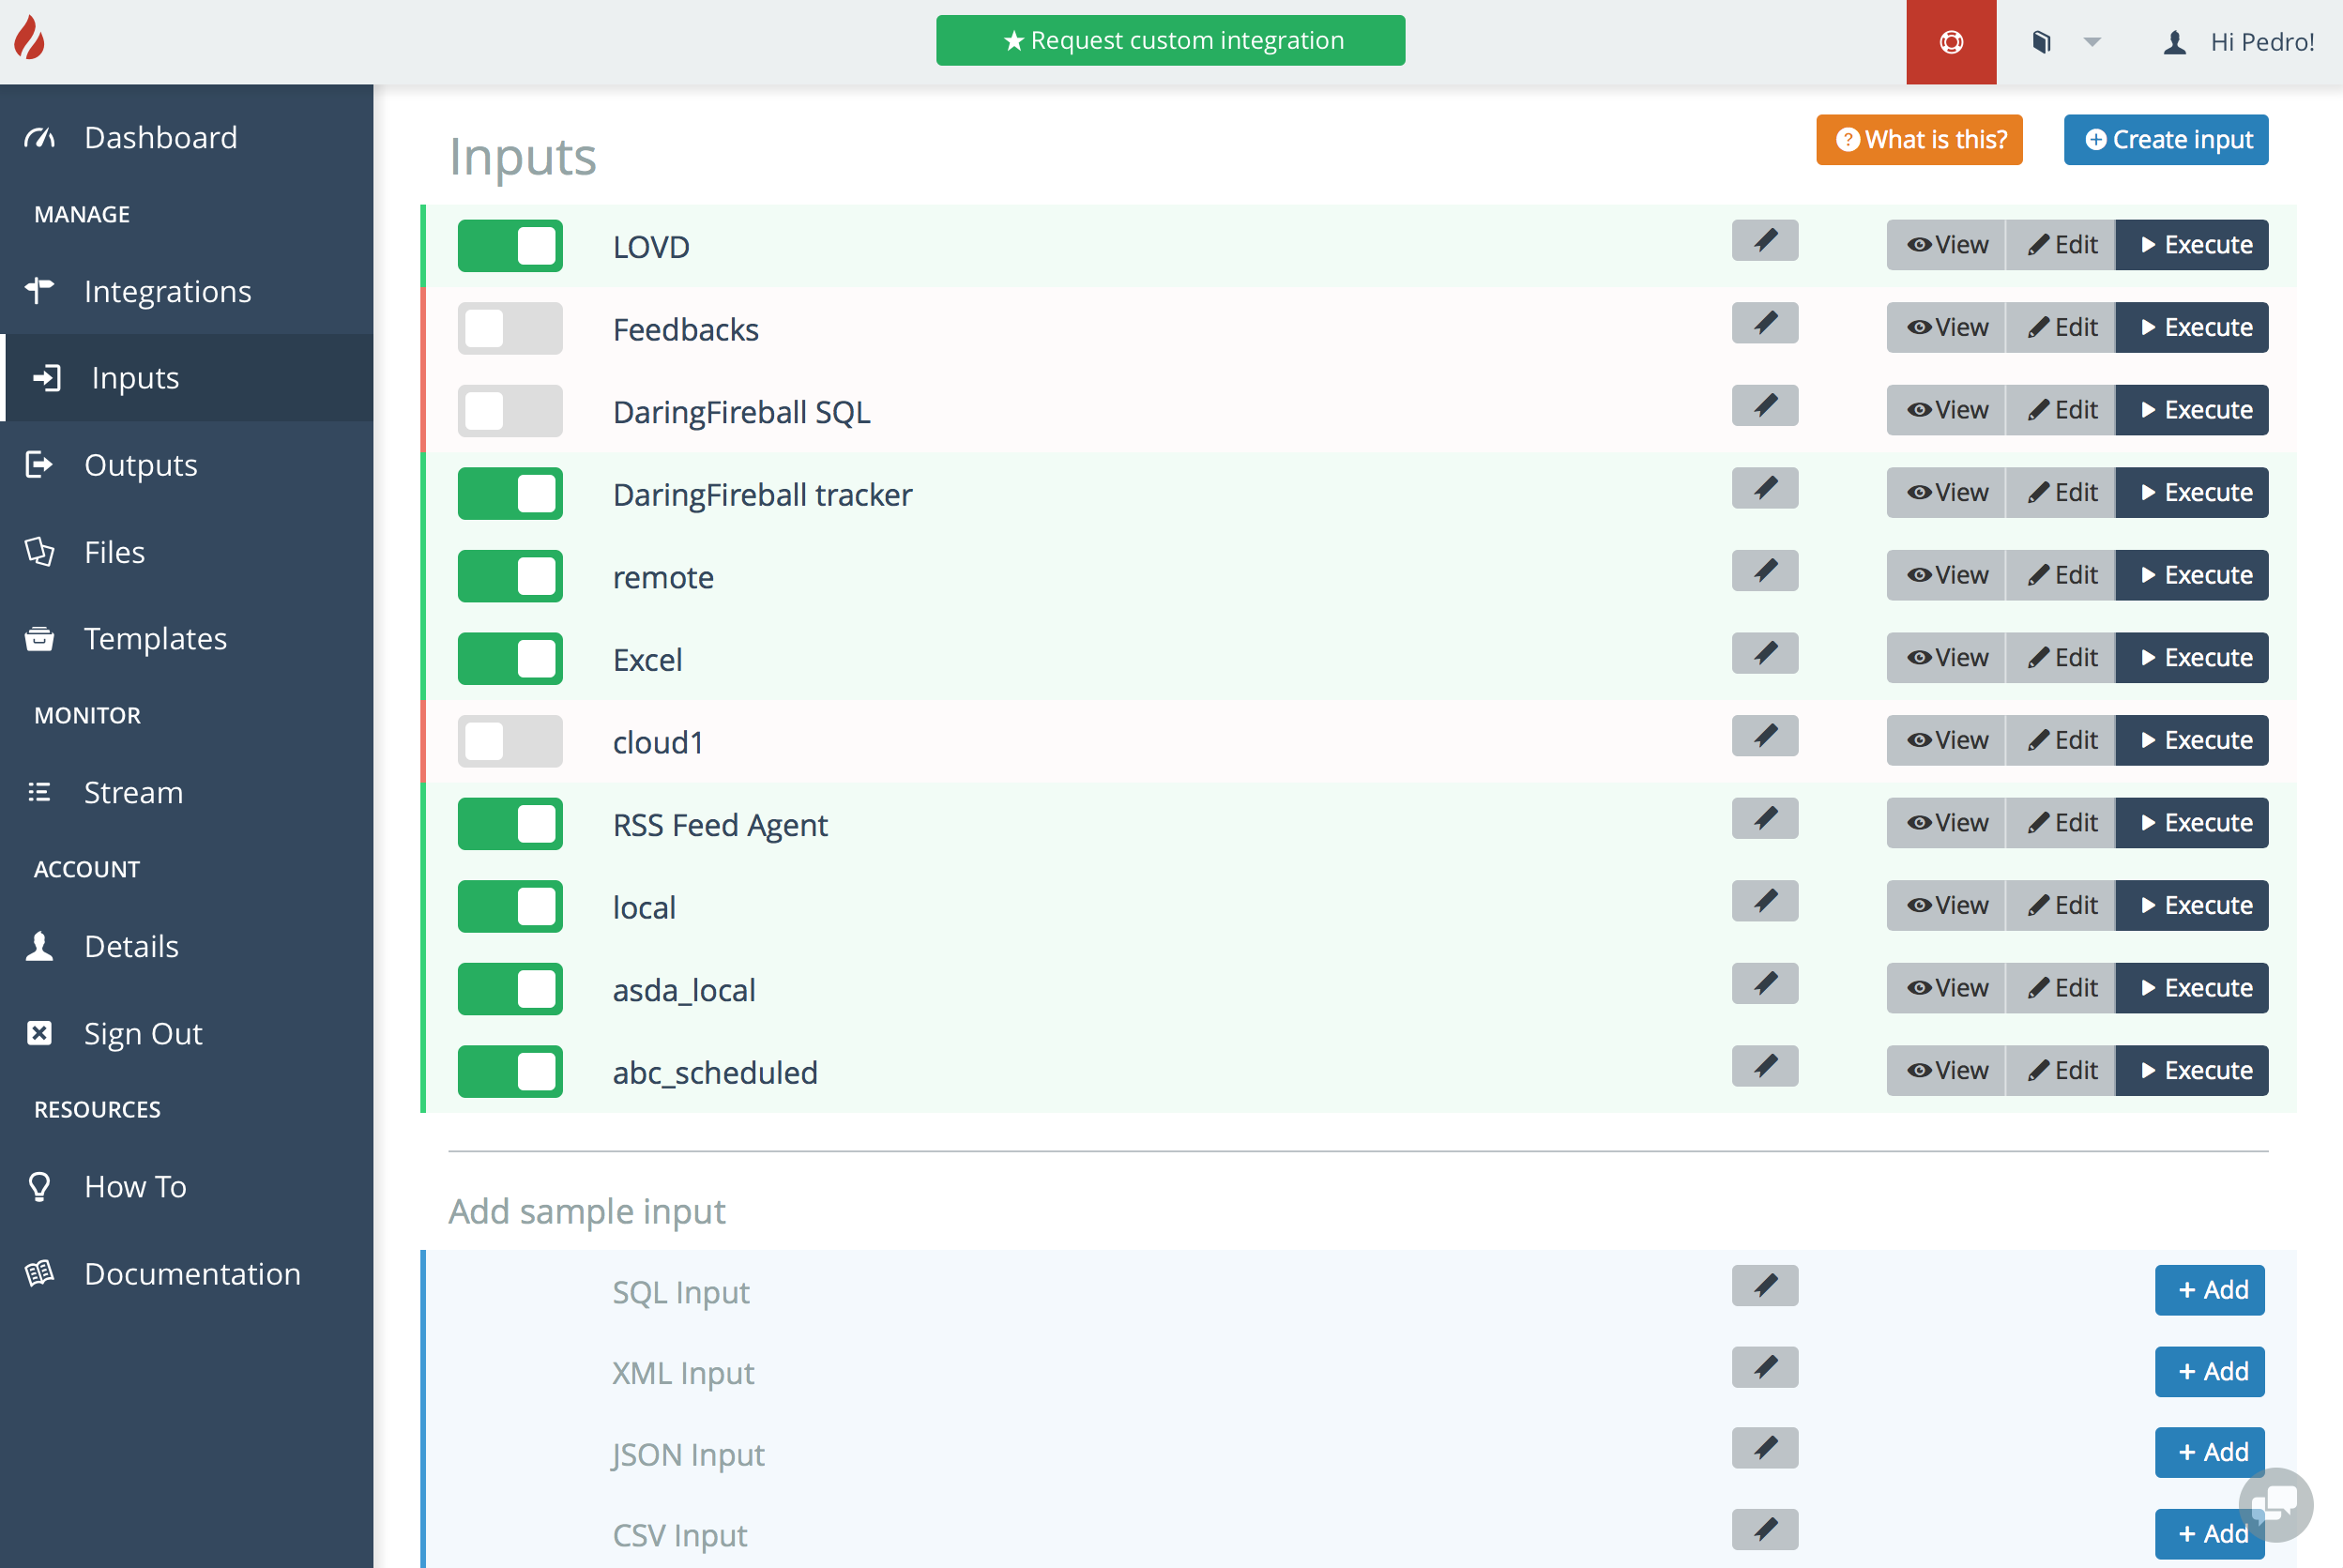 Request custom integration
Hi Pedro!
Dashboard
MANAGE
Integrations
Inputs
Outputs
Files
Templates
MONITOR
Stream
ACCOUNT
Details
Sign Out
RESOURCES
How To
Documentation
Inputs
What is this?
Create input
LOVD View Edit Execute
Feedbacks View Edit Execute
DaringFireball SQL View Edit Execute
DaringFireball tracker View Edit Execute
remote View Edit Execute
Excel View Edit Execute
cloud1 View Edit Execute
RSS Feed Agent View Edit Execute
local View Edit Execute
asda_local View Edit Execute
abc_scheduled View Edit Execute
Add sample input
SQL Input + Add
XML Input + Add
JSON Input + Add
CSV Input + Add